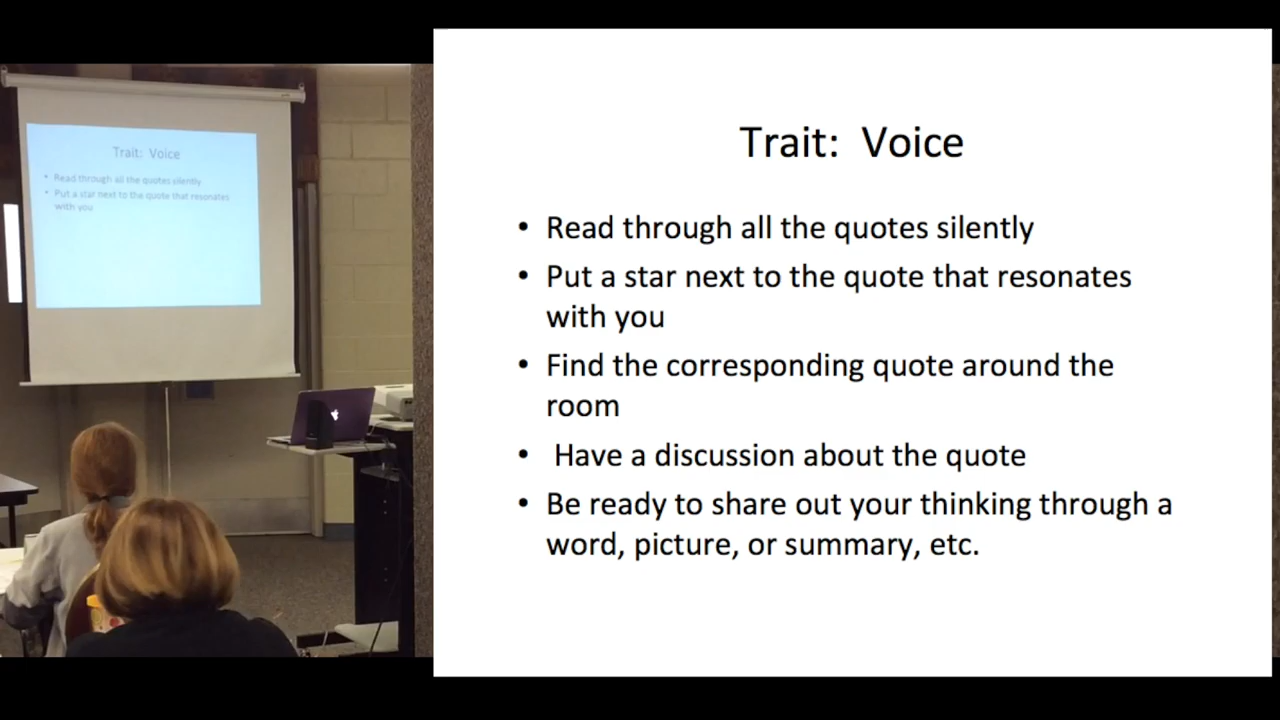 Trait: Voice
• Read through all the quotes silently
• Put a star next to the quote that resonates
with you
Trait: Voice
• Read through all the quotes silently
• Put a star next to the quote that resonates
with you
• Find the corresponding quote around the
room
• Have a discussion about the quote
• Be ready to share out your thinking through a
word, picture, or summary, etc.